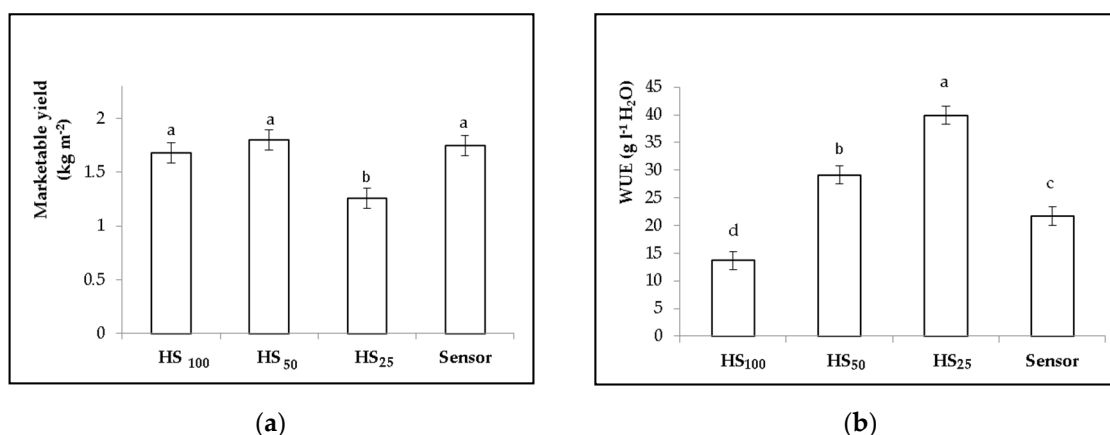 Marketable yield
(kg m⁻²)
2
1.5
1
0.5
0
a
a
b
a
HS 100
HS50
HS25
Sensor
(a)
WUE (g l⁻¹ H₂O)
45
40
35
30
25
20
15
10
5
0
d
b
a
c
HS100
HS50
HS25
Sensor
(b)